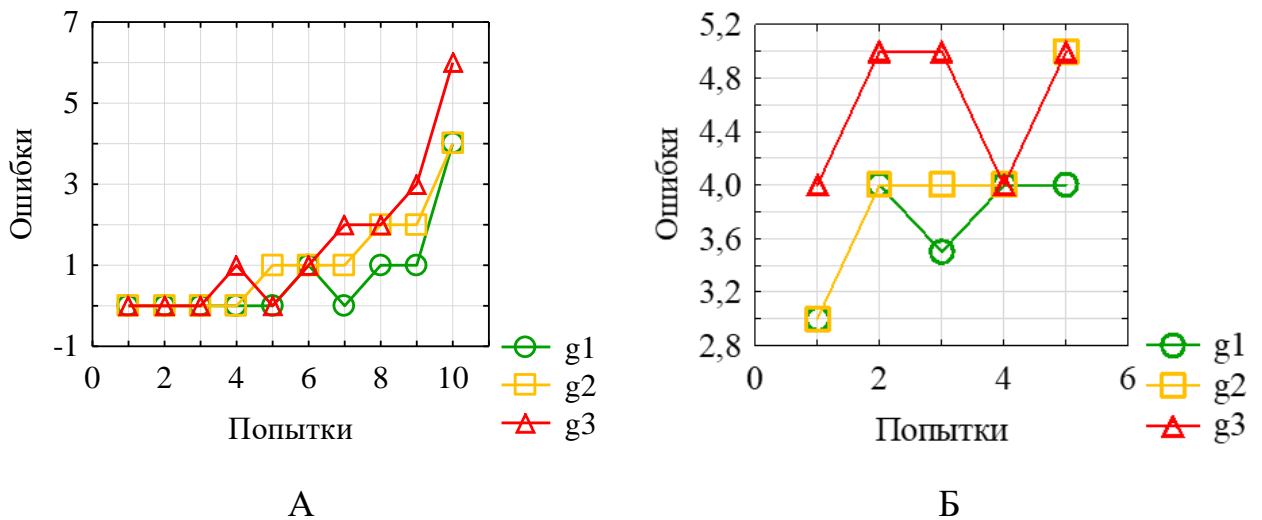 7
5
3
1
-1
Ошибки
0 2 4 6 8 10
Попытки
g1
g2
g3
А
5,2
4,8
4,4
4,0
3,6
3,2
2,8
Ошибки
0 2 4 6
Попытки
g1
g2
g3
Б